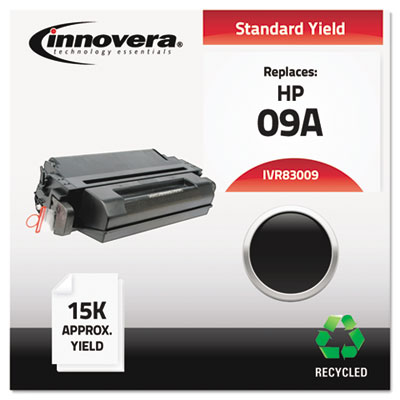 innovera
technology essentials
Standard Yield
Replaces:
HP
09A
IVR83009
15K
APPROX.
YIELD
RECYCLED